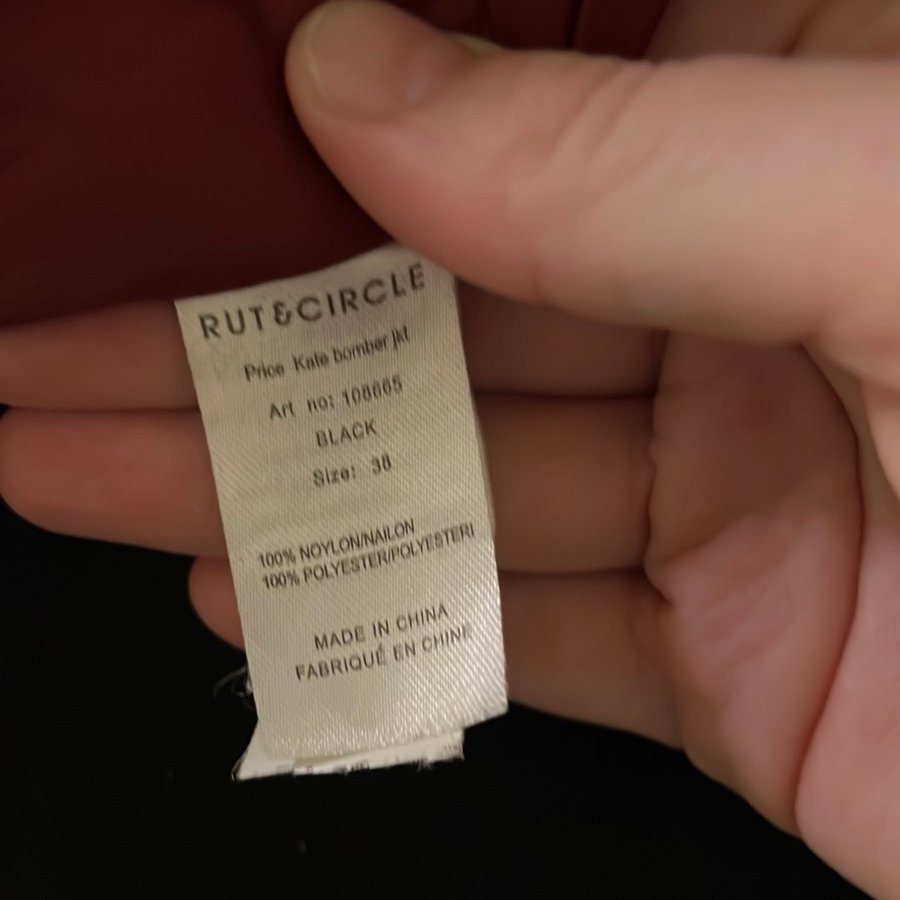 RUT&CIRCLE
Price Kate bomber jkt
Art no: 108665
BLACK
Size: 38
100% NOYLON/NAILON
100% POLYESTER/POLYESTERI
MADE IN CHINA
FABRIQUÉ EN CHINE